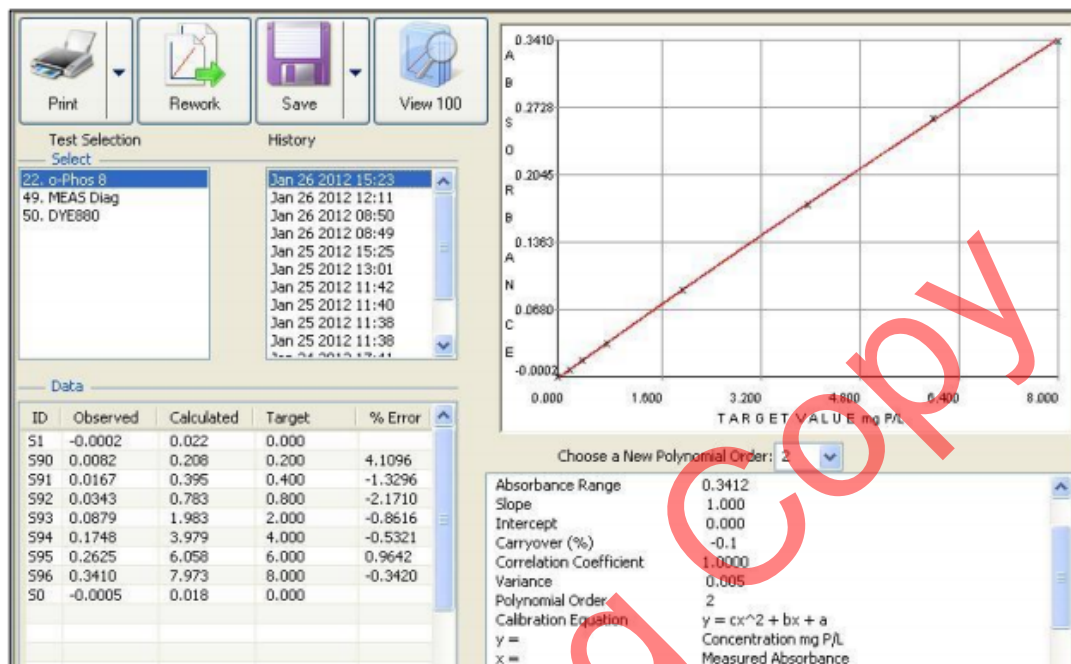 Print
Rework
Save
View 100
Test Selection
History
Select
22. o-Phos 8
49. MEAS Diag
50. DYE880
Jan 26 2012 15:23
Jan 26 2012 12:11
Jan 26 2012 08:50
Jan 26 2012 08:49
Jan 25 2012 15:25
Jan 25 2012 13:01
Jan 25 2012 11:42
Jan 25 2012 11:40
Jan 25 2012 11:38
Jan 25 2012 11:38
Jan 24 2012 17:41
ABSORBANCE
0.3410
0.2728
0.2045
0.1363
0.0680
-0.0002
0.000 1.600 3.200 4.800 6.400 8.000
TARGET VALUE mg P/L
Data
ID Observed Calculated Target % Error
S1 -0.0002 0.022 0.000
S90 0.0082 0.208 0.200 4.1096
S91 0.0167 0.395 0.400 -1.3296
S92 0.0343 0.783 0.800 -2.1710
S93 0.0879 1.983 2.000 -0.8616
S94 0.1748 3.979 4.000 -0.5321
S95 0.2625 6.058 6.000 0.9642
S96 0.3410 7.973 8.000 -0.3420
S0 -0.0005 0.018 0.000
Choose a New Polynomial Order: 2
Absorbance Range 0.3412
Slope 1.000
Intercept 0.000
Carryover (%) -0.1
Correlation Coefficient 1.0000
Variance 0.005
Polynomial Order 2
Calibration Equation y = cx^2 + bx + a
y = Concentration mg P/L
x = Measured Absorbance
g Copy